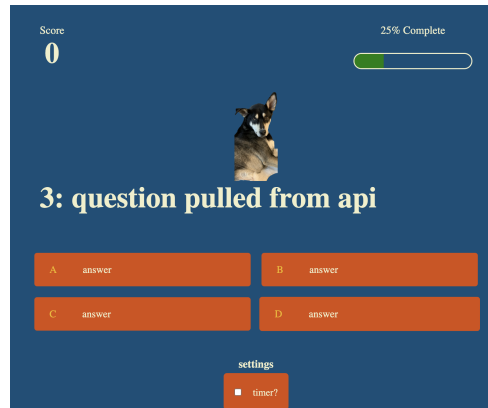 Score
25% Complete
0
3: question pulled from api
A answer
B answer
C answer
D answer
settings
timer?